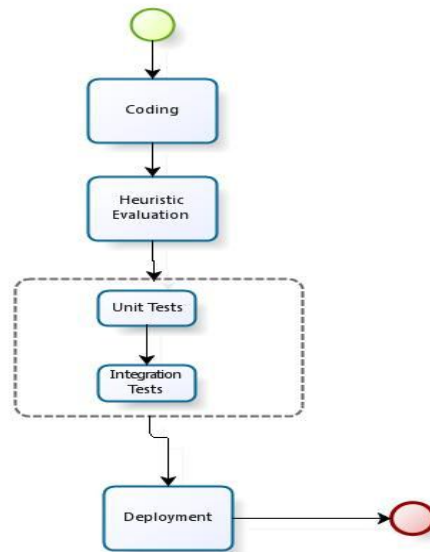 Coding
Heuristic
Evaluation
Unit Tests
Integration
Tests
Deployment